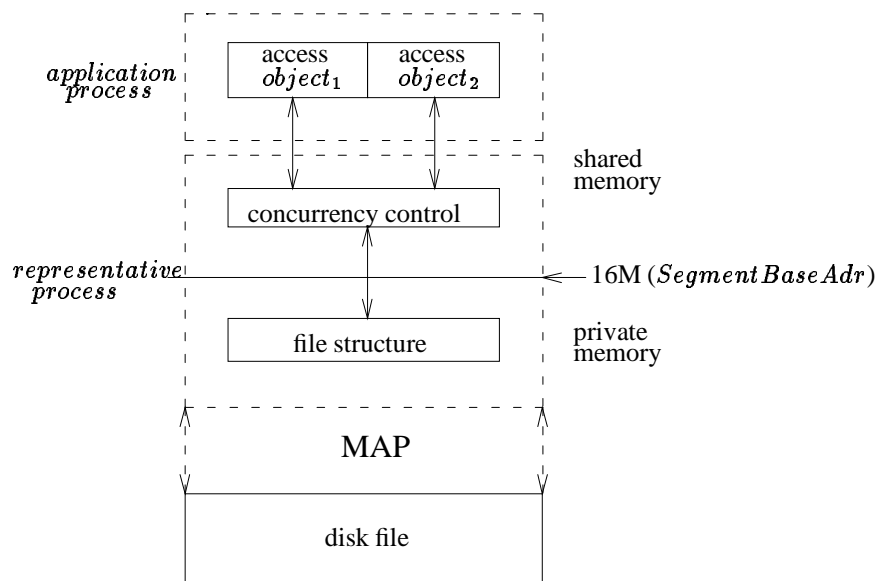 access access
application object1 object2
process
shared
memory
concurrency control
representative
process
16M (SegmentBaseAdr)
file structure
private
memory
MAP
disk file